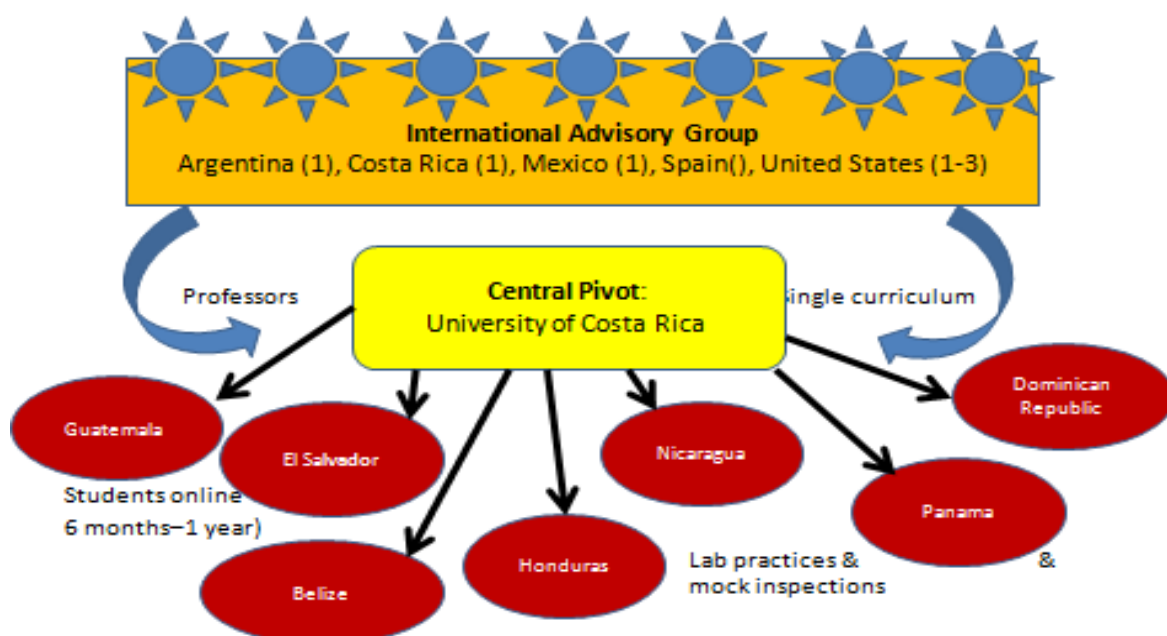 International Advisory Group
Argentina (1), Costa Rica (1), Mexico (1), Spain(), United States (1-3)
Professors
Central Pivot:
University of Costa Rica
ingle curriculum
Dominican
Republic
Guatemala
El Salvador
Nicaragua
Students online
6 months–1 year)
Panama
Belize
Honduras
Lab practices &
mock inspections
&